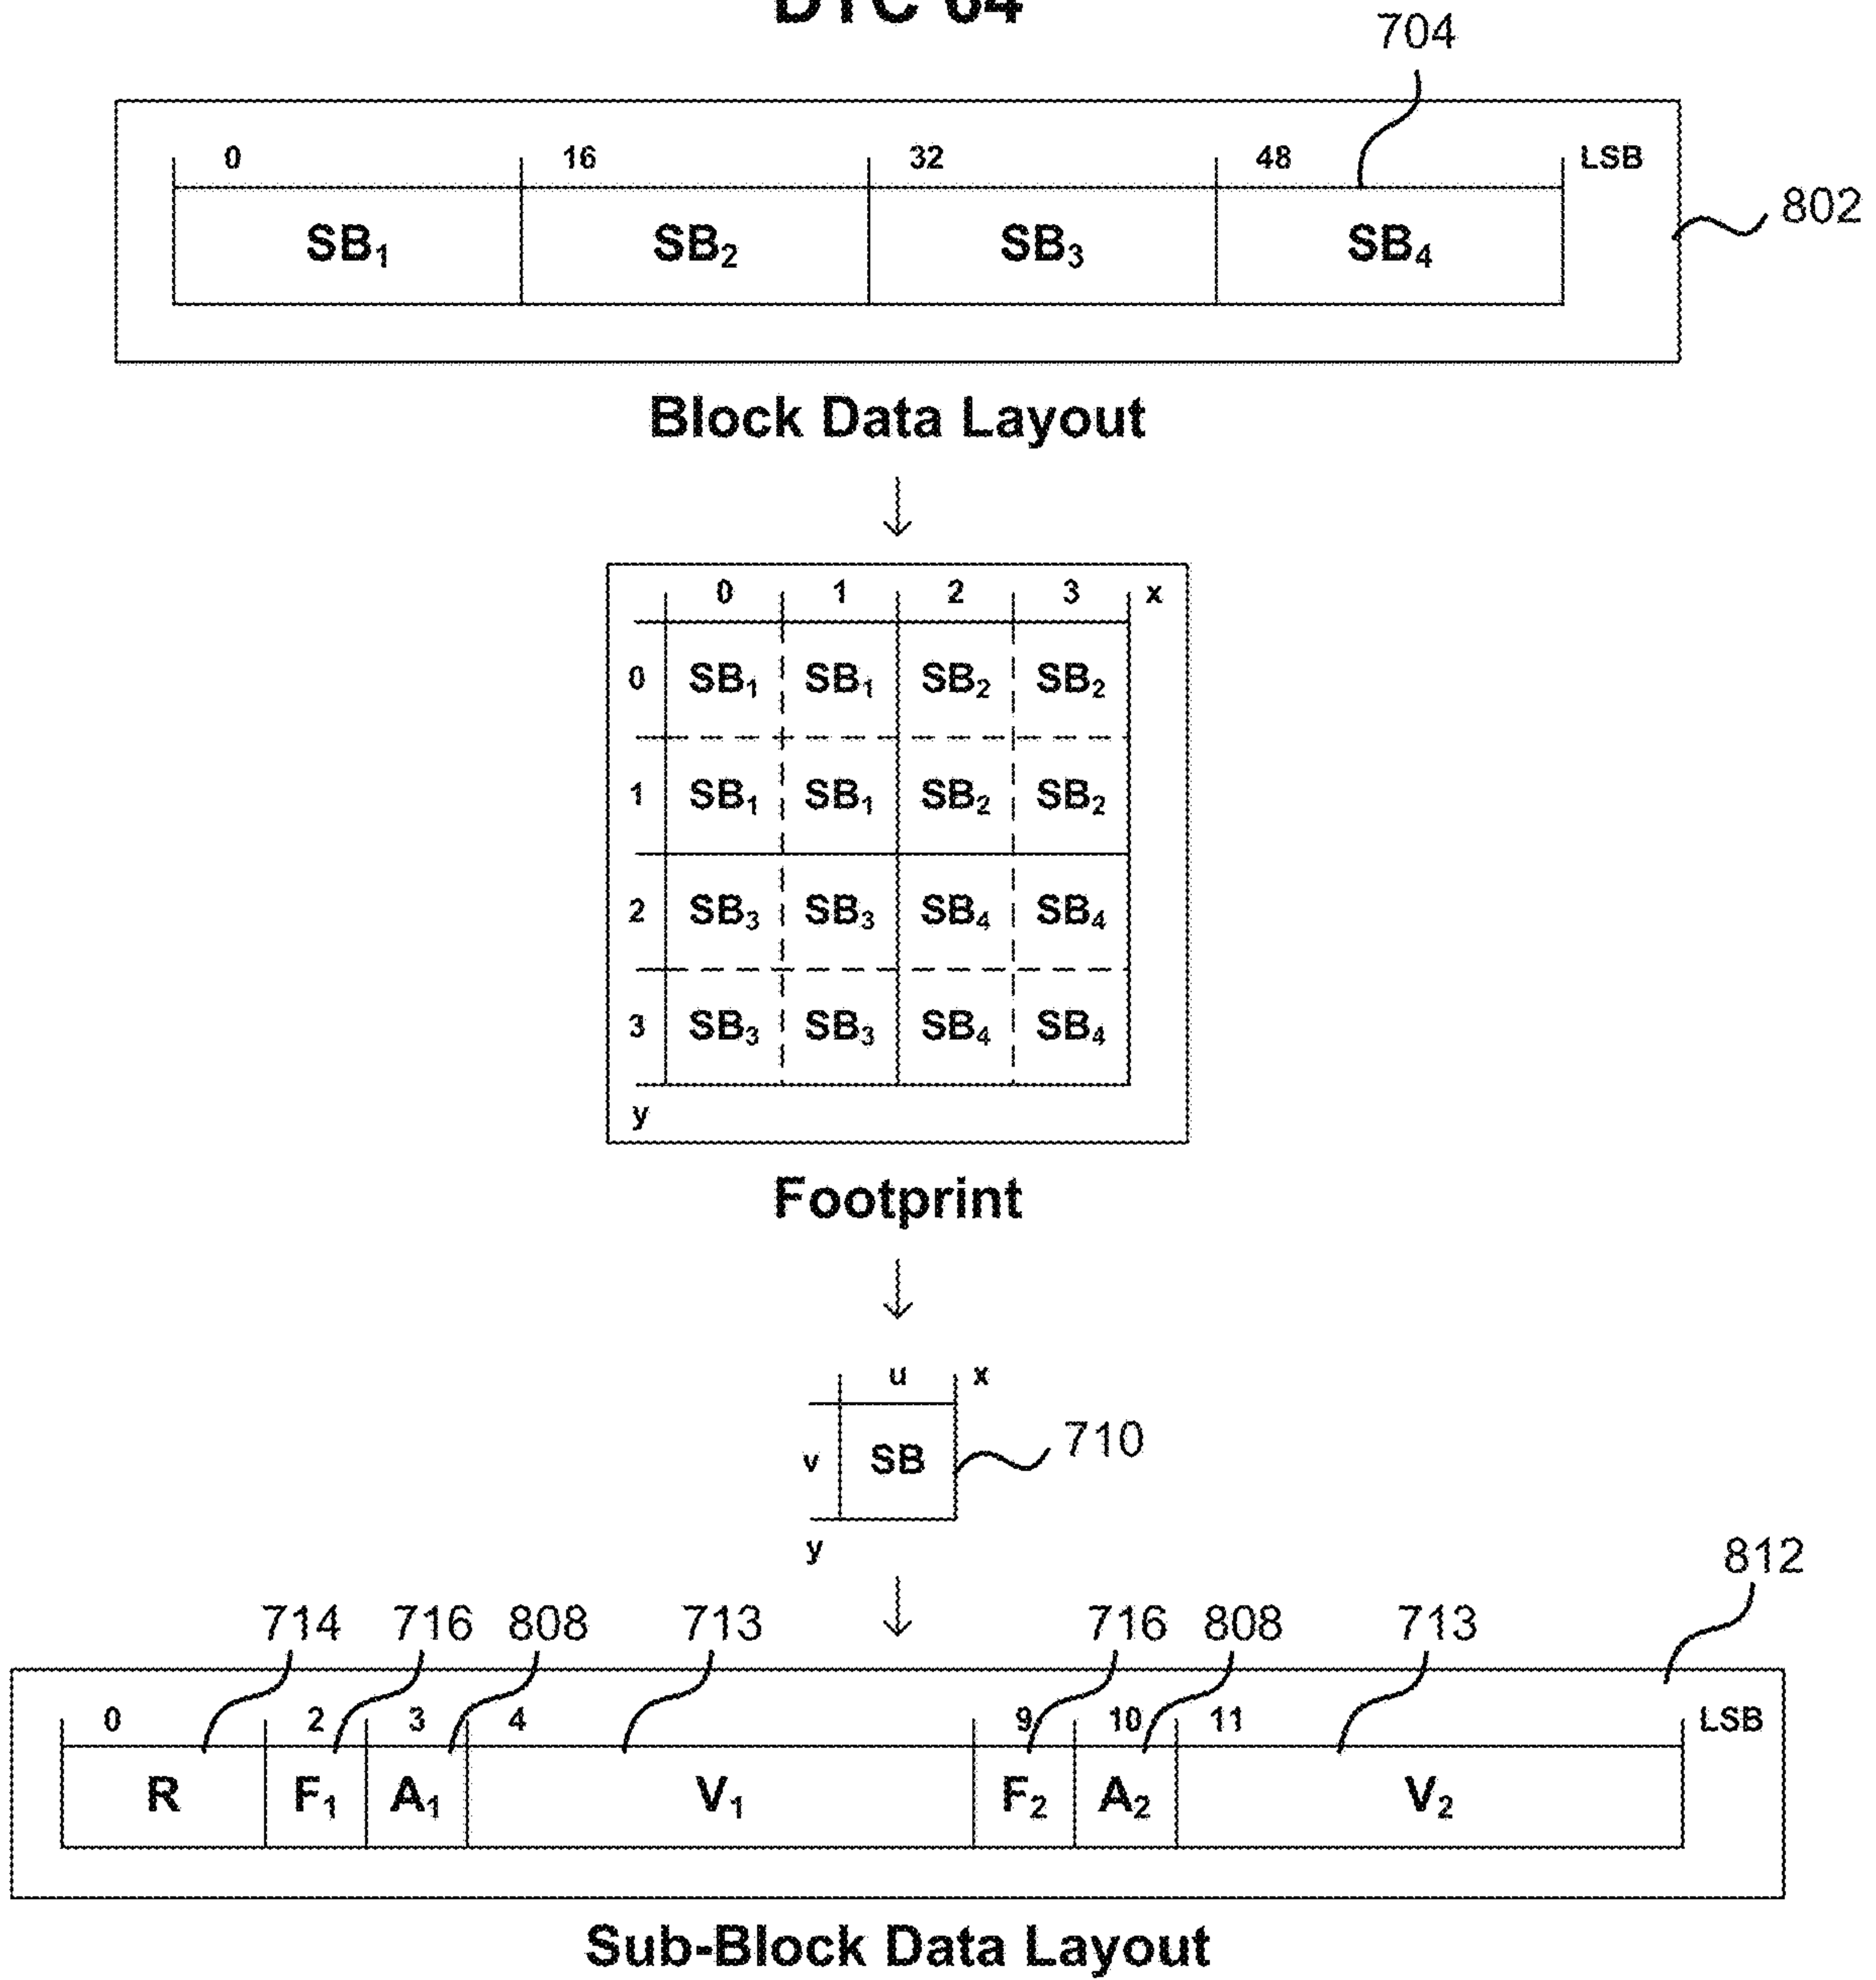 DTC 64
704
0 16 32 48 LSB
802
SB₁ SB₂ SB₃ SB₄
Block Data Layout
0 1 2 3 x
0 SB₁ SB₁ SB₂ SB₂
1 SB₁ SB₁ SB₂ SB₂
2 SB₃ SB₃ SB₄ SB₄
3 SB₃ SB₃ SB₄ SB₄
y
Footprint
u x
v SB 710
y
812
714 716 808 713 716 808 713
0 2 3 4 9 10 11 LSB
R F₁ A₁ V₁ F₂ A₂ V₂
Sub-Block Data Layout